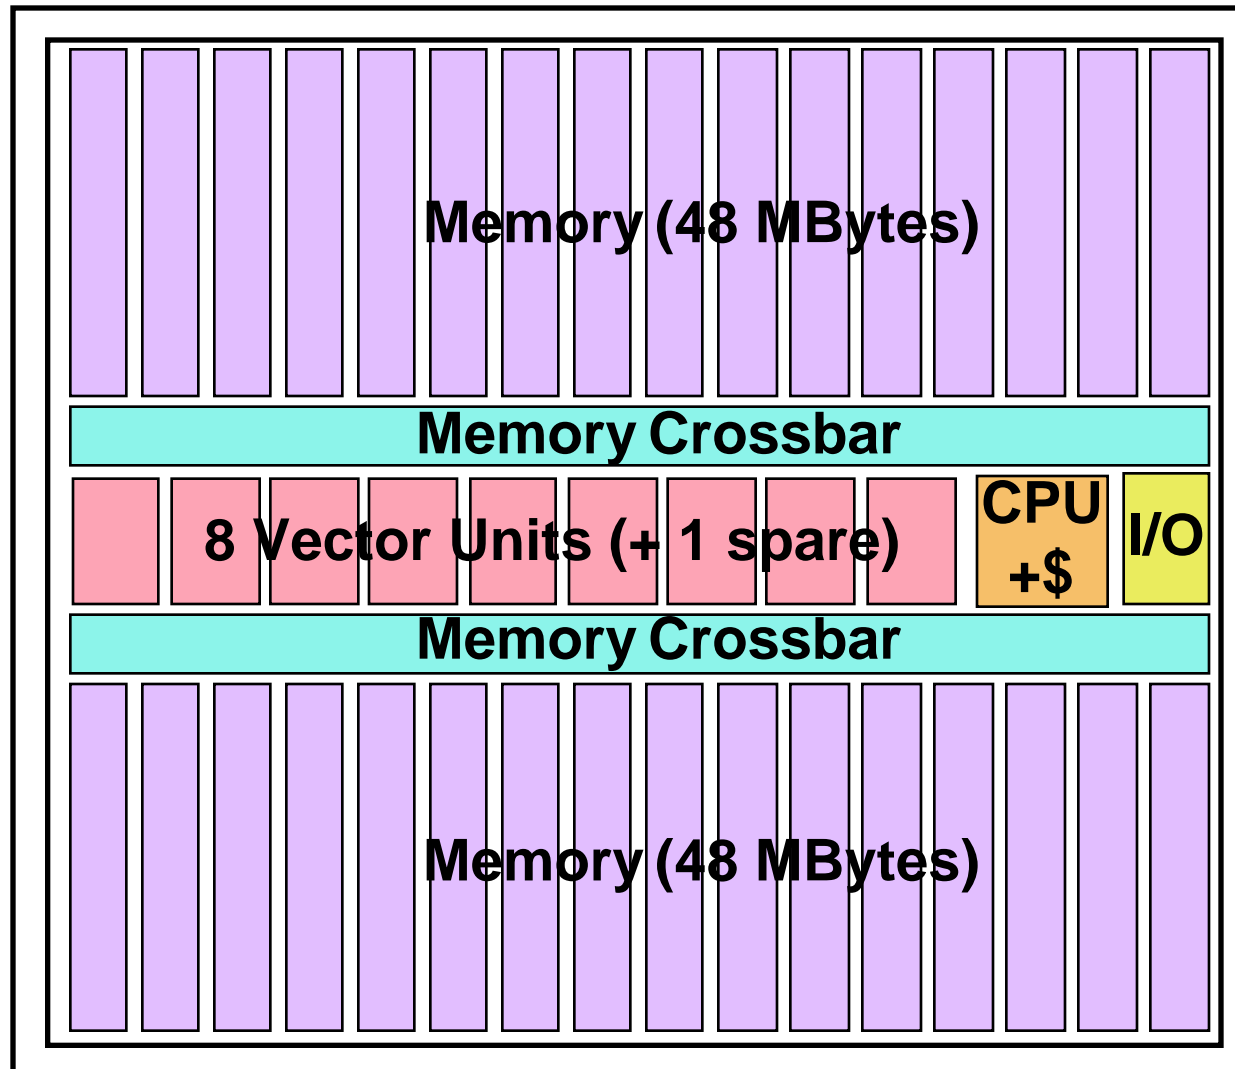 Memory (48 MBytes)
Memory Crossbar
8 Vector Units (+ 1 spare)
CPU
+$
I/O
Memory Crossbar
Memory (48 MBytes)